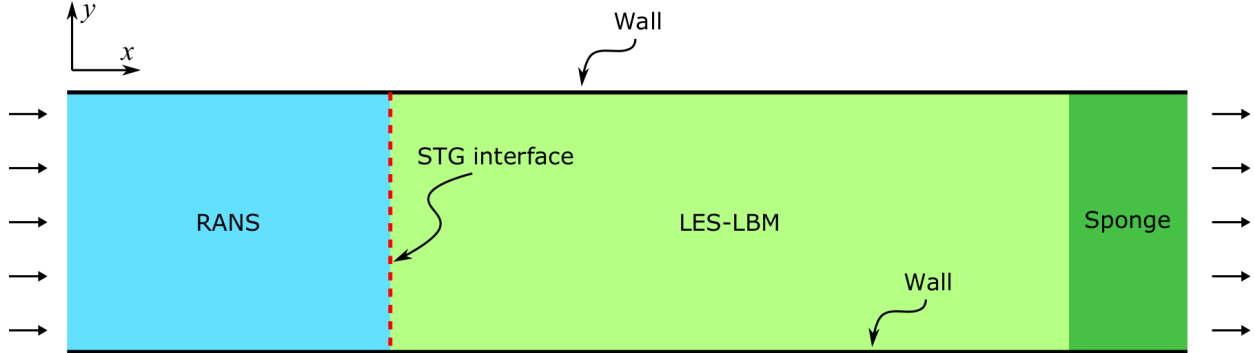 y
x
Wall
STG interface
RANS
LES-LBM
Sponge
Wall